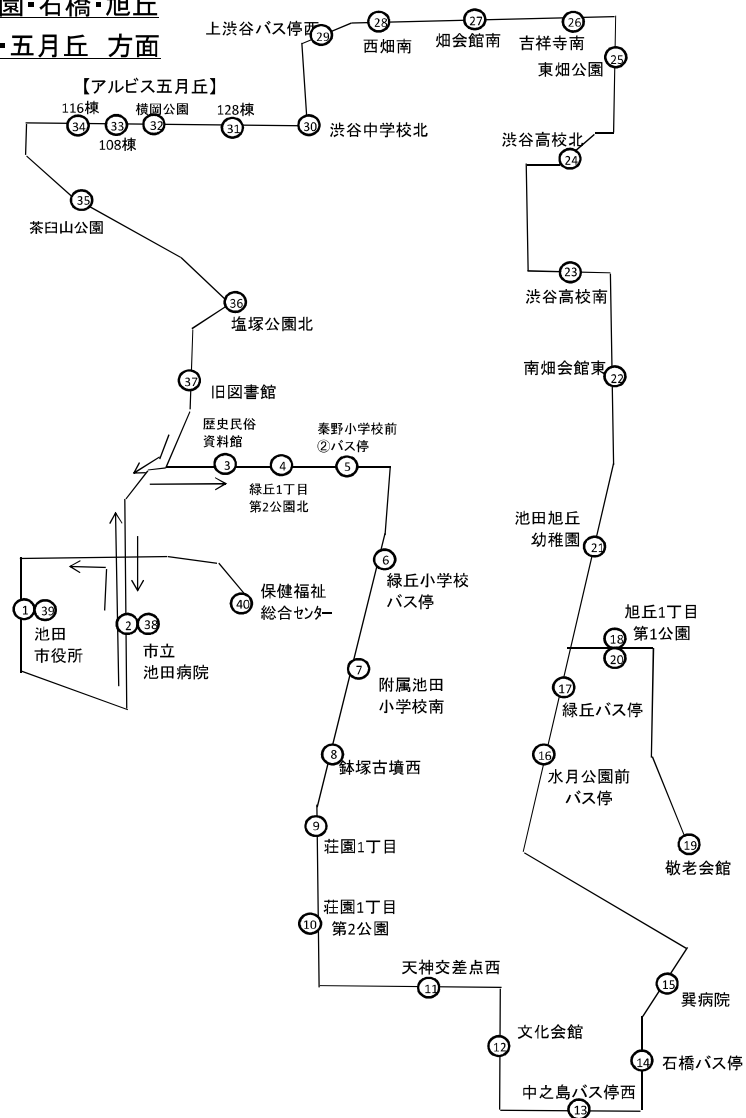 園・石橋・旭丘
・五月丘 方面
上渋谷バス停西
29
28
西畑南
27
畑会館南
26
吉祥寺南
25
東畑公園
【アルビス五月丘】
116棟
34
33
108棟
横岡公園
32
128棟
31
30
渋谷中学校北
渋谷高校北
24
35
茶臼山公園
23
渋谷高校南
36
塩塚公園北
南畑会館東
22
37
旧図書館
歴史民俗
資料館
3
4
緑丘1丁目
第2公園北
秦野小学校前
②バス停
5
池田旭丘
幼稚園
21
6
緑丘小学校
バス停
1
39
池田
市役所
2
38
市立
池田病院
40
保健福祉
総合センター
旭丘1丁目
第1公園
18
20
7
附属池田
小学校南
17
緑丘バス停
8
鉢塚古墳西
16
水月公園前
バス停
9
荘園1丁目
19
敬老会館
10
荘園1丁目
第2公園
天神交差点西
11
15
巽病院
12
文化会館
14
石橋バス停
中之島バス停西
13